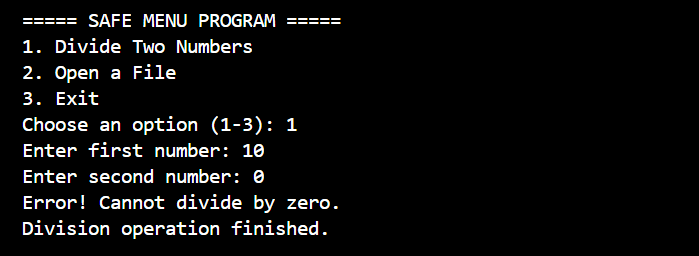 ===== SAFE MENU PROGRAM =====
1. Divide Two Numbers
2. Open a File
3. Exit
Choose an option (1-3): 1
Enter first number: 10
Enter second number: 0
Error! Cannot divide by zero.
Division operation finished.